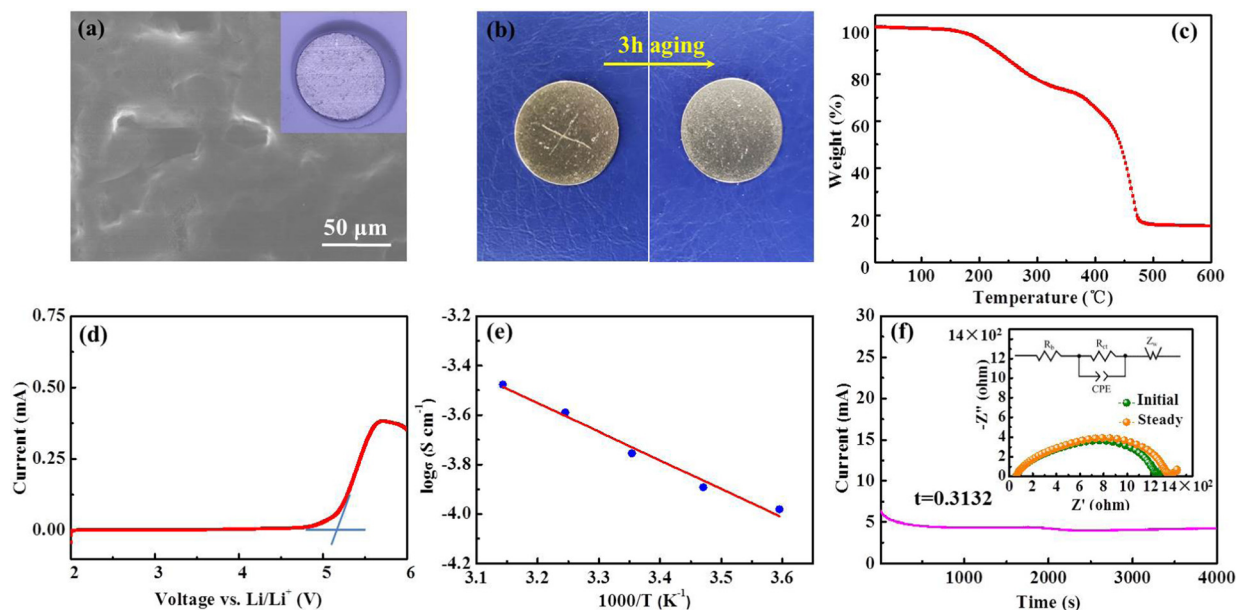 (a)
50 μm
(b)
3h aging
(c)
100
80
60
40
20
0
Weight (%)
100
200
300
400
500
600
Temperature (℃)
(d)
0.75
0.50
0.25
0.00
Current (mA)
2
3
4
5
6
Voltage vs. Li/Li⁺ (V)
(e)
-3.2
-3.4
-3.6
-3.8
-4.0
-4.2
logσ (S cm⁻¹)
3.1
3.2
3.3
3.4
3.5
3.6
1000/T (K⁻¹)
(f)
30
25
20
15
10
5
0
Current (mA)
1000
2000
3000
4000
Time (s)
t=0.3132
14×10²
12
10
8
6
4
2
0
-Z'' (ohm)
0
2
4
6
8
10
12
14×10²
Z' (ohm)
R_b
R_ct
CPE
Initial
Steady